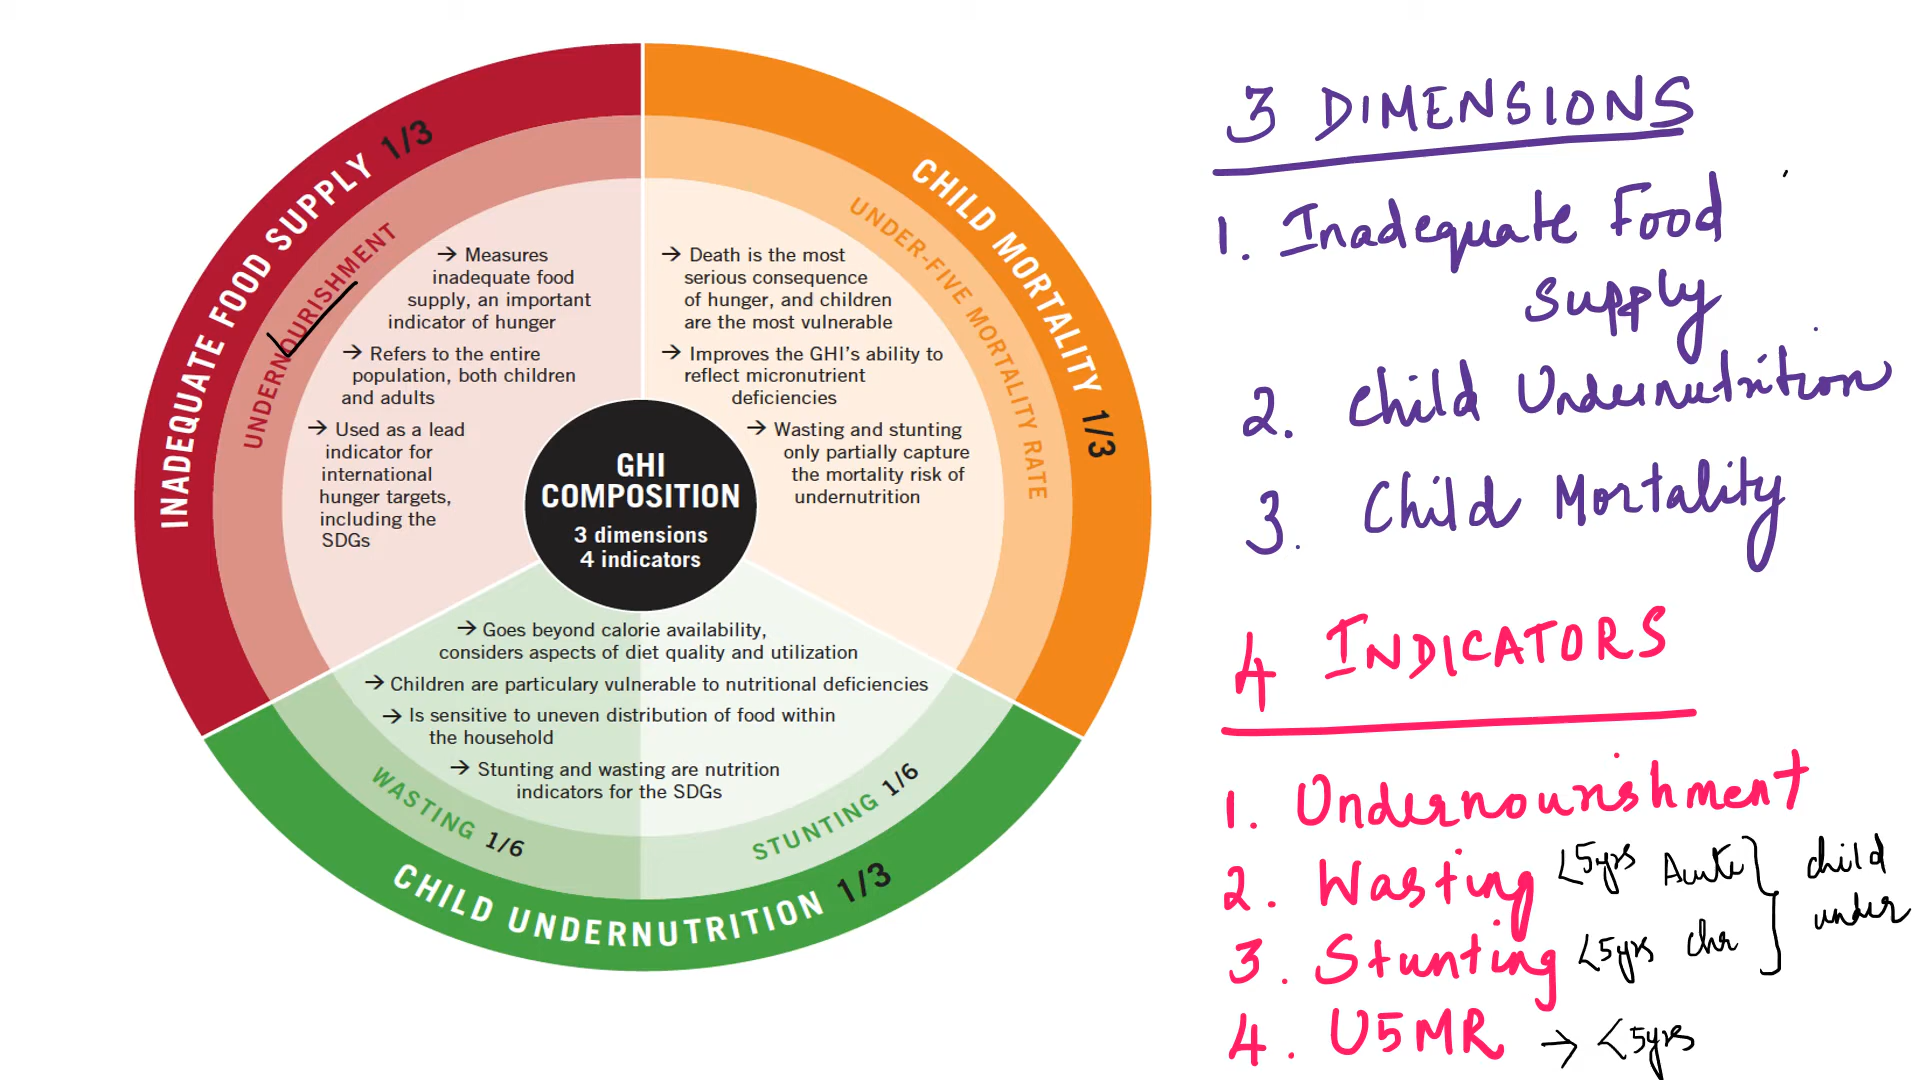 INADEQUATE FOOD SUPPLY 1/3
UNDERNOURISHMENT
→ Measures
inadequate food
supply, an important
indicator of hunger
→ Refers to the entire
population, both children
and adults
→ Used as a lead
indicator for
international
hunger targets,
including the
SDGs
CHILD MORTALITY 1/3
UNDER-FIVE MORTALITY RATE
→ Death is the most
serious consequence
of hunger, and children
are the most vulnerable
→ Improves the GHI's ability to
reflect micronutrient
deficiencies
→ Wasting and stunting
only partially capture
the mortality risk of
undernutrition
GHI
COMPOSITION
3 dimensions
4 indicators
→ Goes beyond calorie availability,
considers aspects of diet quality and utilization
→ Children are particulary vulnerable to nutritional deficiencies
→ Is sensitive to uneven distribution of food within
the household
→ Stunting and wasting are nutrition
indicators for the SDGs
WASTING 1/6
STUNTING 1/6
CHILD UNDERNUTRITION 1/3
3 DIMENSIONS
1. Inadequate Food
Supply
2. Child Undernutrition
3. Child Mortality
4 INDICATORS
1. Undernourishment
2. Wasting <5yrs Acute } child
under
3. Stunting <5yrs chr
4. U5MR → <5yrs